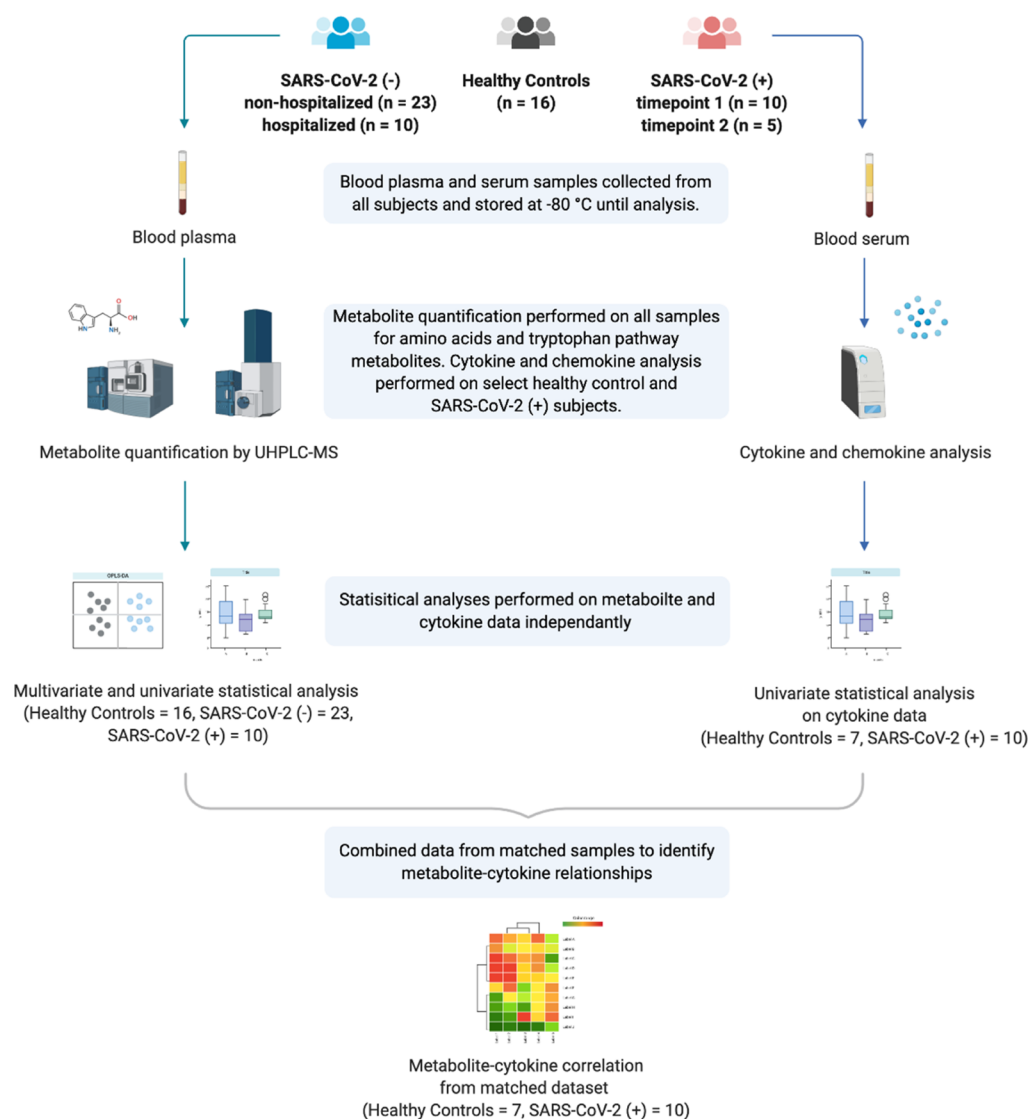 SARS-CoV-2 (-)
non-hospitalized (n = 23)
hospitalized (n = 10)
Healthy Controls
(n = 16)
SARS-CoV-2 (+)
timepoint 1 (n = 10)
timepoint 2 (n = 5)
Blood plasma and serum samples collected from
all subjects and stored at -80 °C until analysis.
Blood plasma
Blood serum
O
OH
NH₂
HN
Metabolite quantification performed on all samples
for amino acids and tryptophan pathway
metabolites. Cytokine and chemokine analysis
performed on select healthy control and
SARS-CoV-2 (+) subjects.
Metabolite quantification by UHPLC-MS
Cytokine and chemokine analysis
OPLS-DA
Statisitical analyses performed on metaboilte and
cytokine data independantly
Multivariate and univariate statistical analysis
(Healthy Controls = 16, SARS-CoV-2 (-) = 23,
SARS-CoV-2 (+) = 10)
Univariate statistical analysis
on cytokine data
(Healthy Controls = 7, SARS-CoV-2 (+) = 10)
Combined data from matched samples to identify
metabolite-cytokine relationships
Metabolite-cytokine correlation
from matched dataset
(Healthy Controls = 7, SARS-CoV-2 (+) = 10)